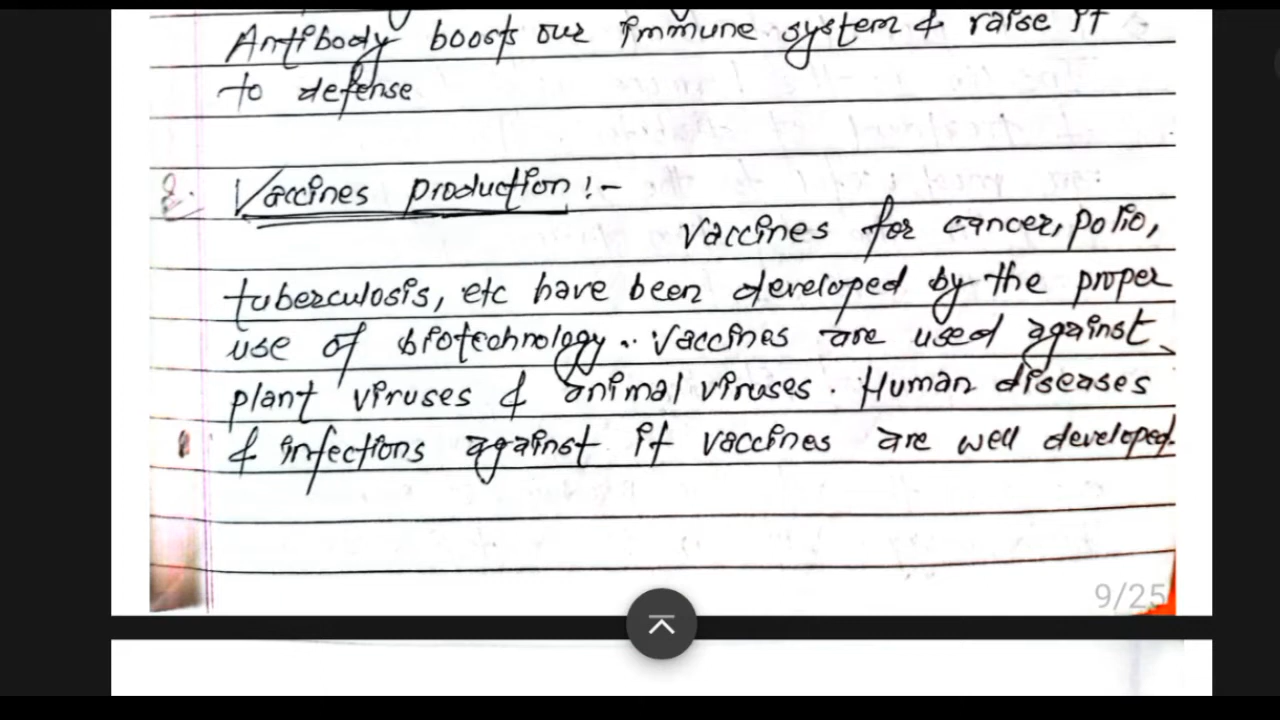 Antibody boosts our immune system & raise it
to defense
2. Vaccines production :-
Vaccines for cancer, polio,
tuberculosis, etc have been developed by the proper
use of biotechnology. Vaccines are used against
plant viruses & animal viruses. Human diseases
& infections against it vaccines are well developed.
9/25